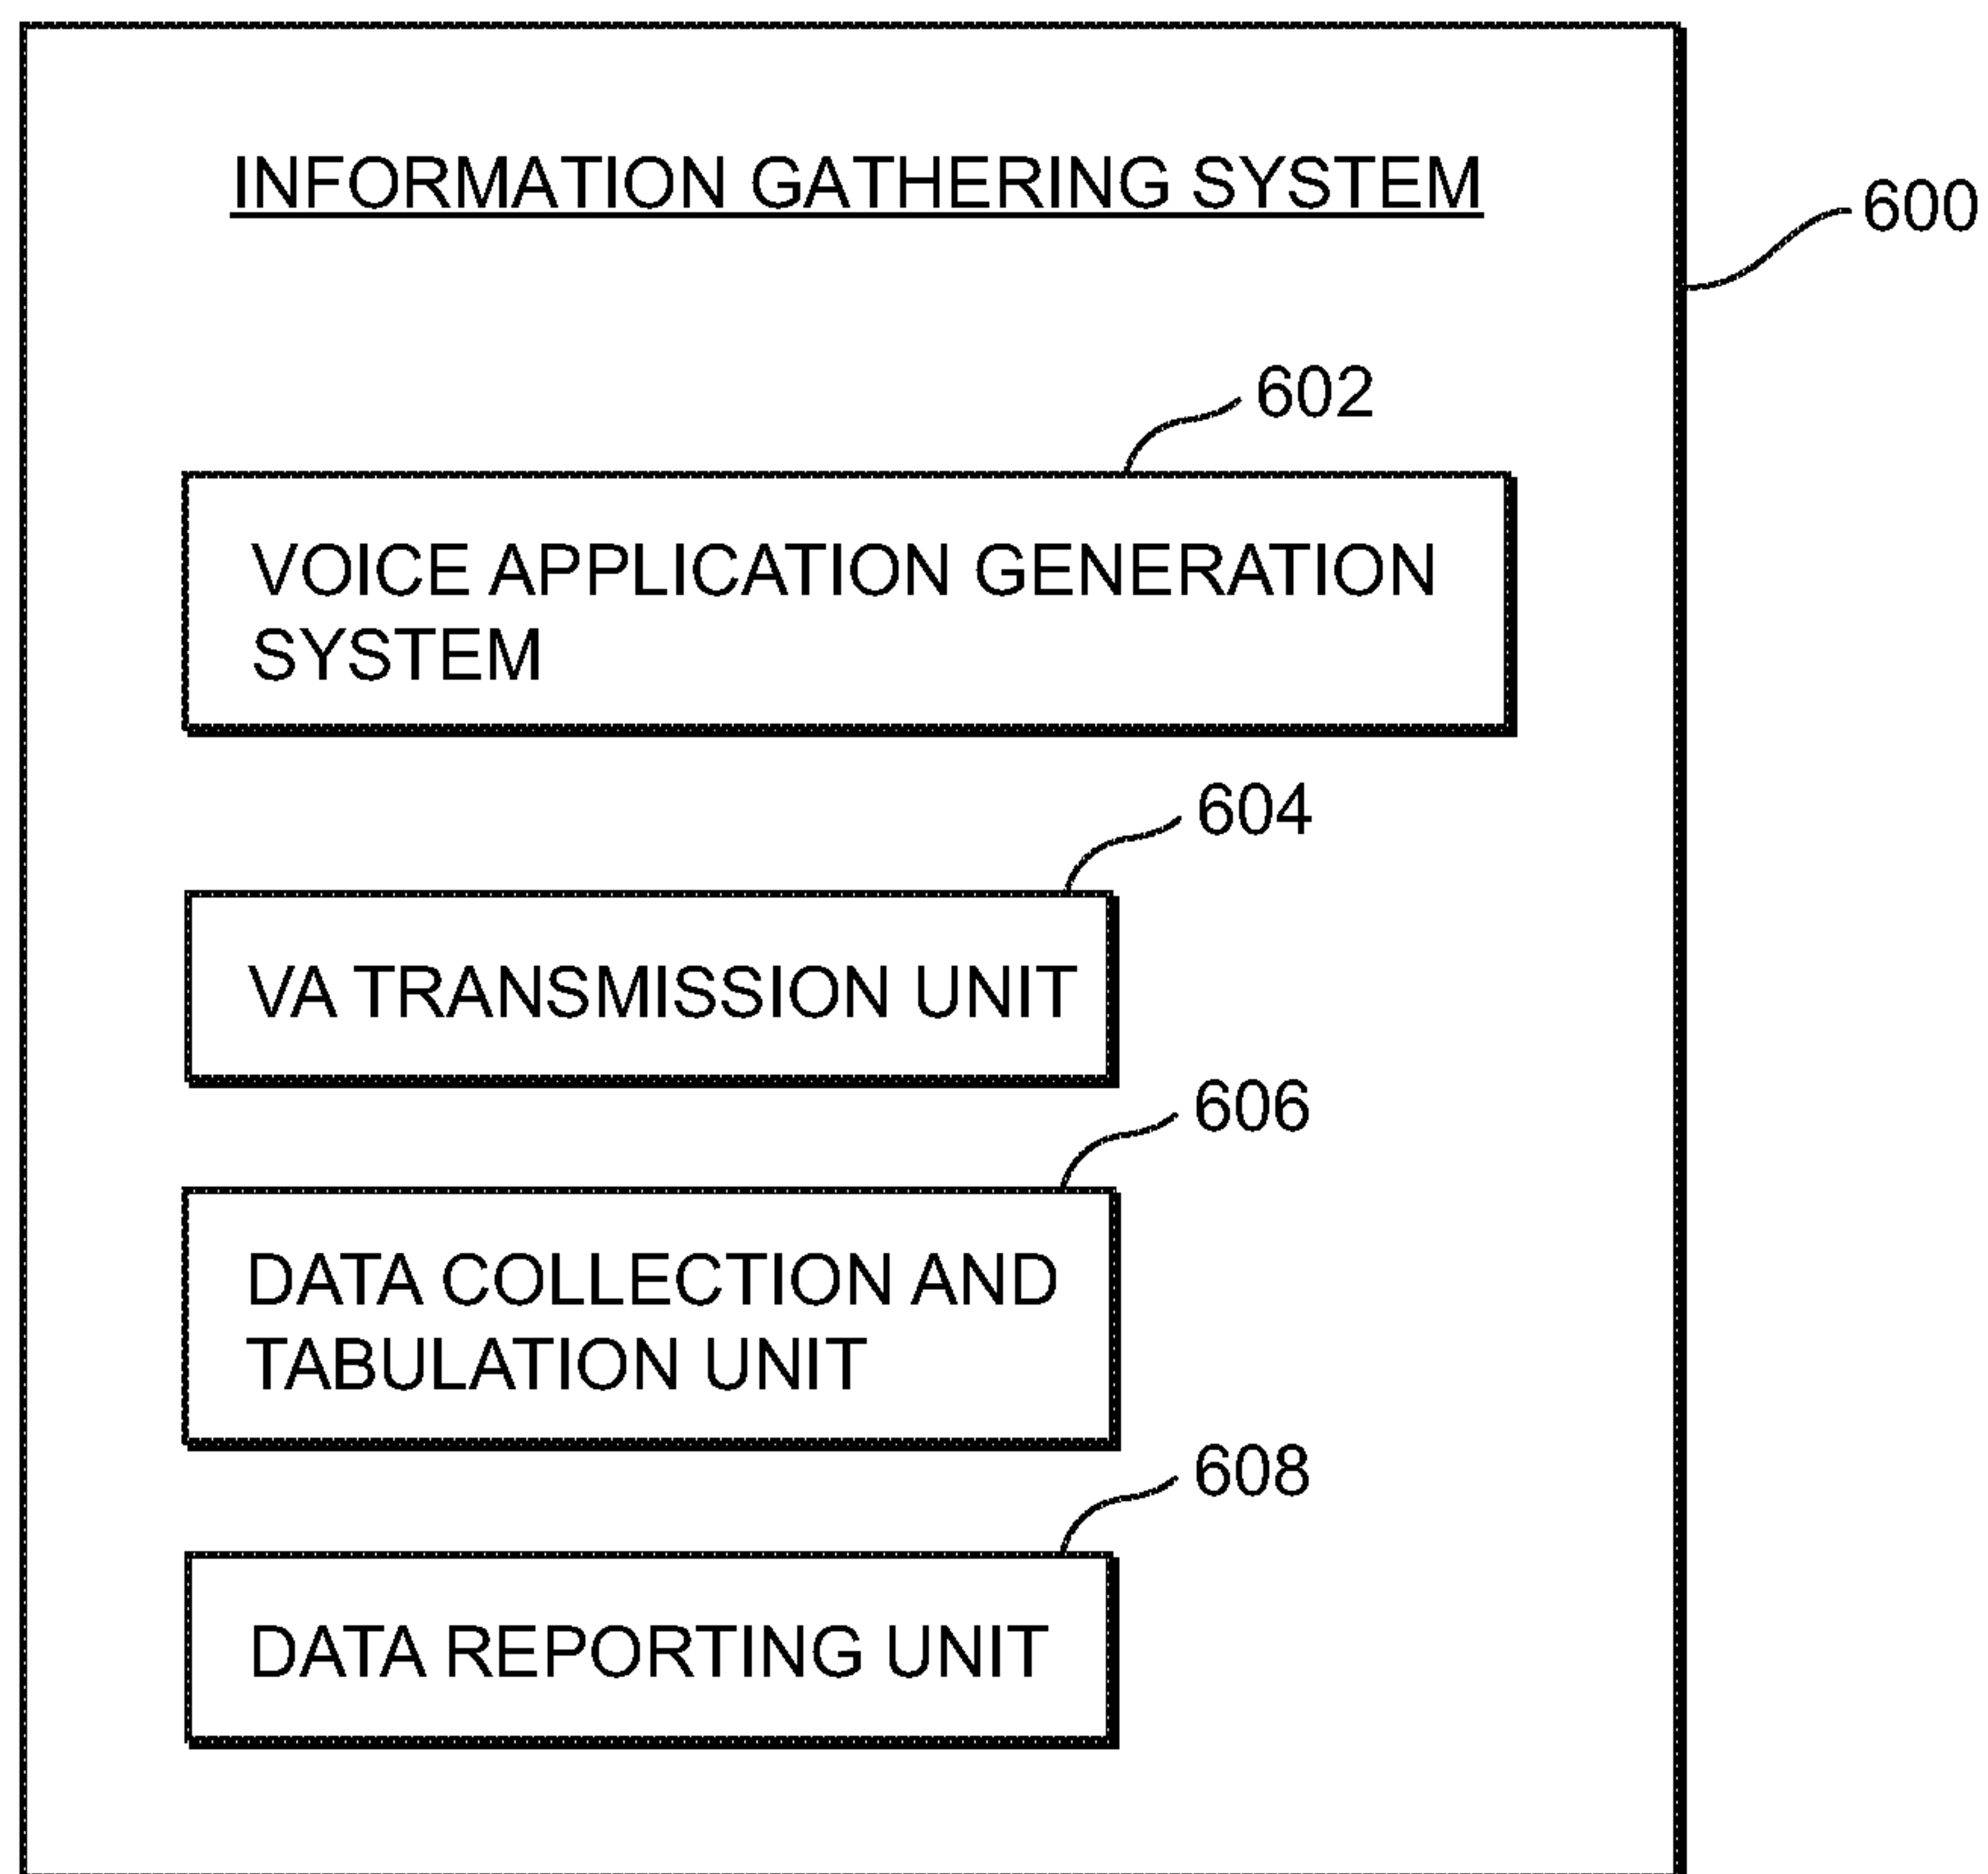 INFORMATION GATHERING SYSTEM
600
602
VOICE APPLICATION GENERATION
SYSTEM
604
VA TRANSMISSION UNIT
606
DATA COLLECTION AND
TABULATION UNIT
608
DATA REPORTING UNIT